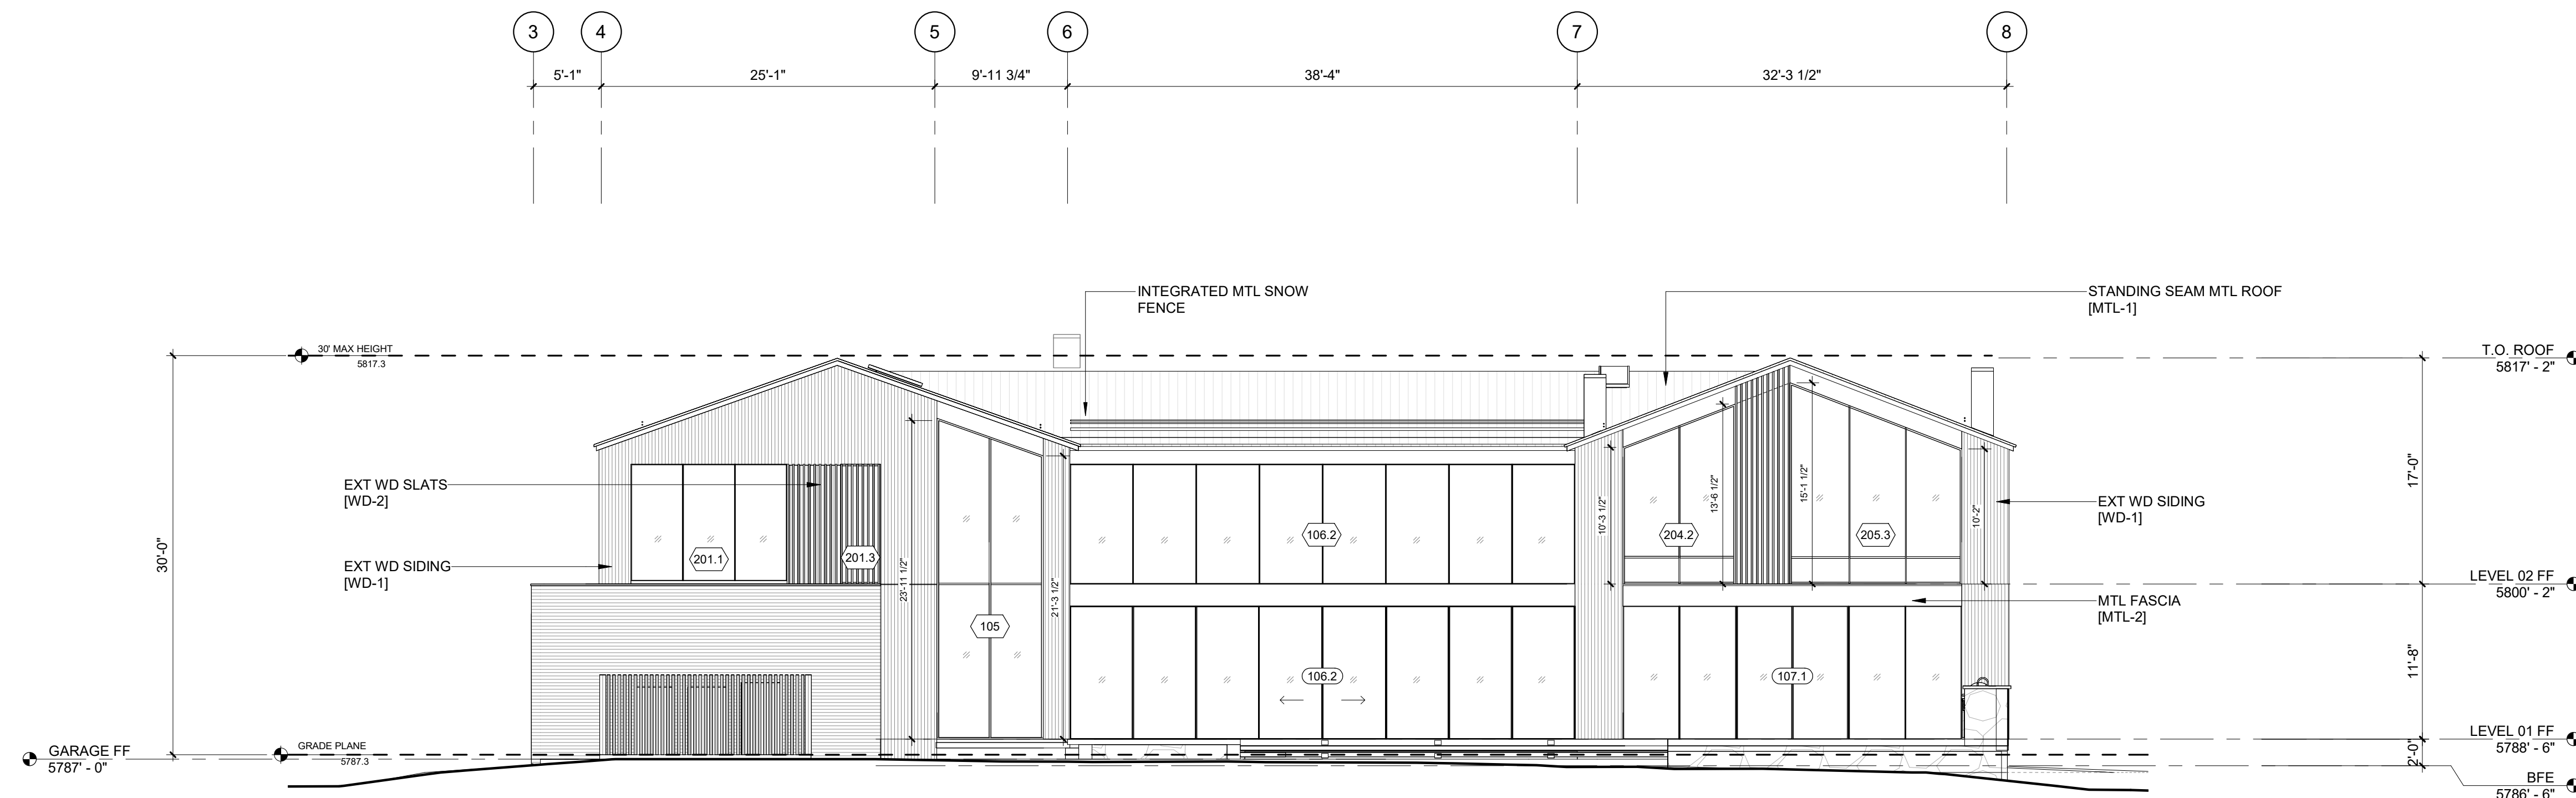 3 4 5 6 7 8
5'-1" 25'-1" 9'-11 3/4" 38'-4" 32'-3 1/2"
INTEGRATED MTL SNOW
FENCE
STANDING SEAM MTL ROOF
[MTL-1]
30' MAX HEIGHT
5817.3
T.O. ROOF
5817' - 2"
EXT WD SLATS
[WD-2]
EXT WD SIDING
[WD-1]
30'-0"
201.1
201.3
23'-11 1/2"
105
21'-3 1/2"
106.2
106.2
10'-3 1/2"
204.2
13'-6 1/2"
15'-1 1/2"
205.3
107.1
10'-2"
EXT WD SIDING
[WD-1]
MTL FASCIA
[MTL-2]
17'-0"
LEVEL 02 FF
5800' - 2"
11'-8"
LEVEL 01 FF
5788' - 6"
2'-0"
BFE
5786' - 6"
GRADE PLANE
5787.3
GARAGE FF
5787' - 0"